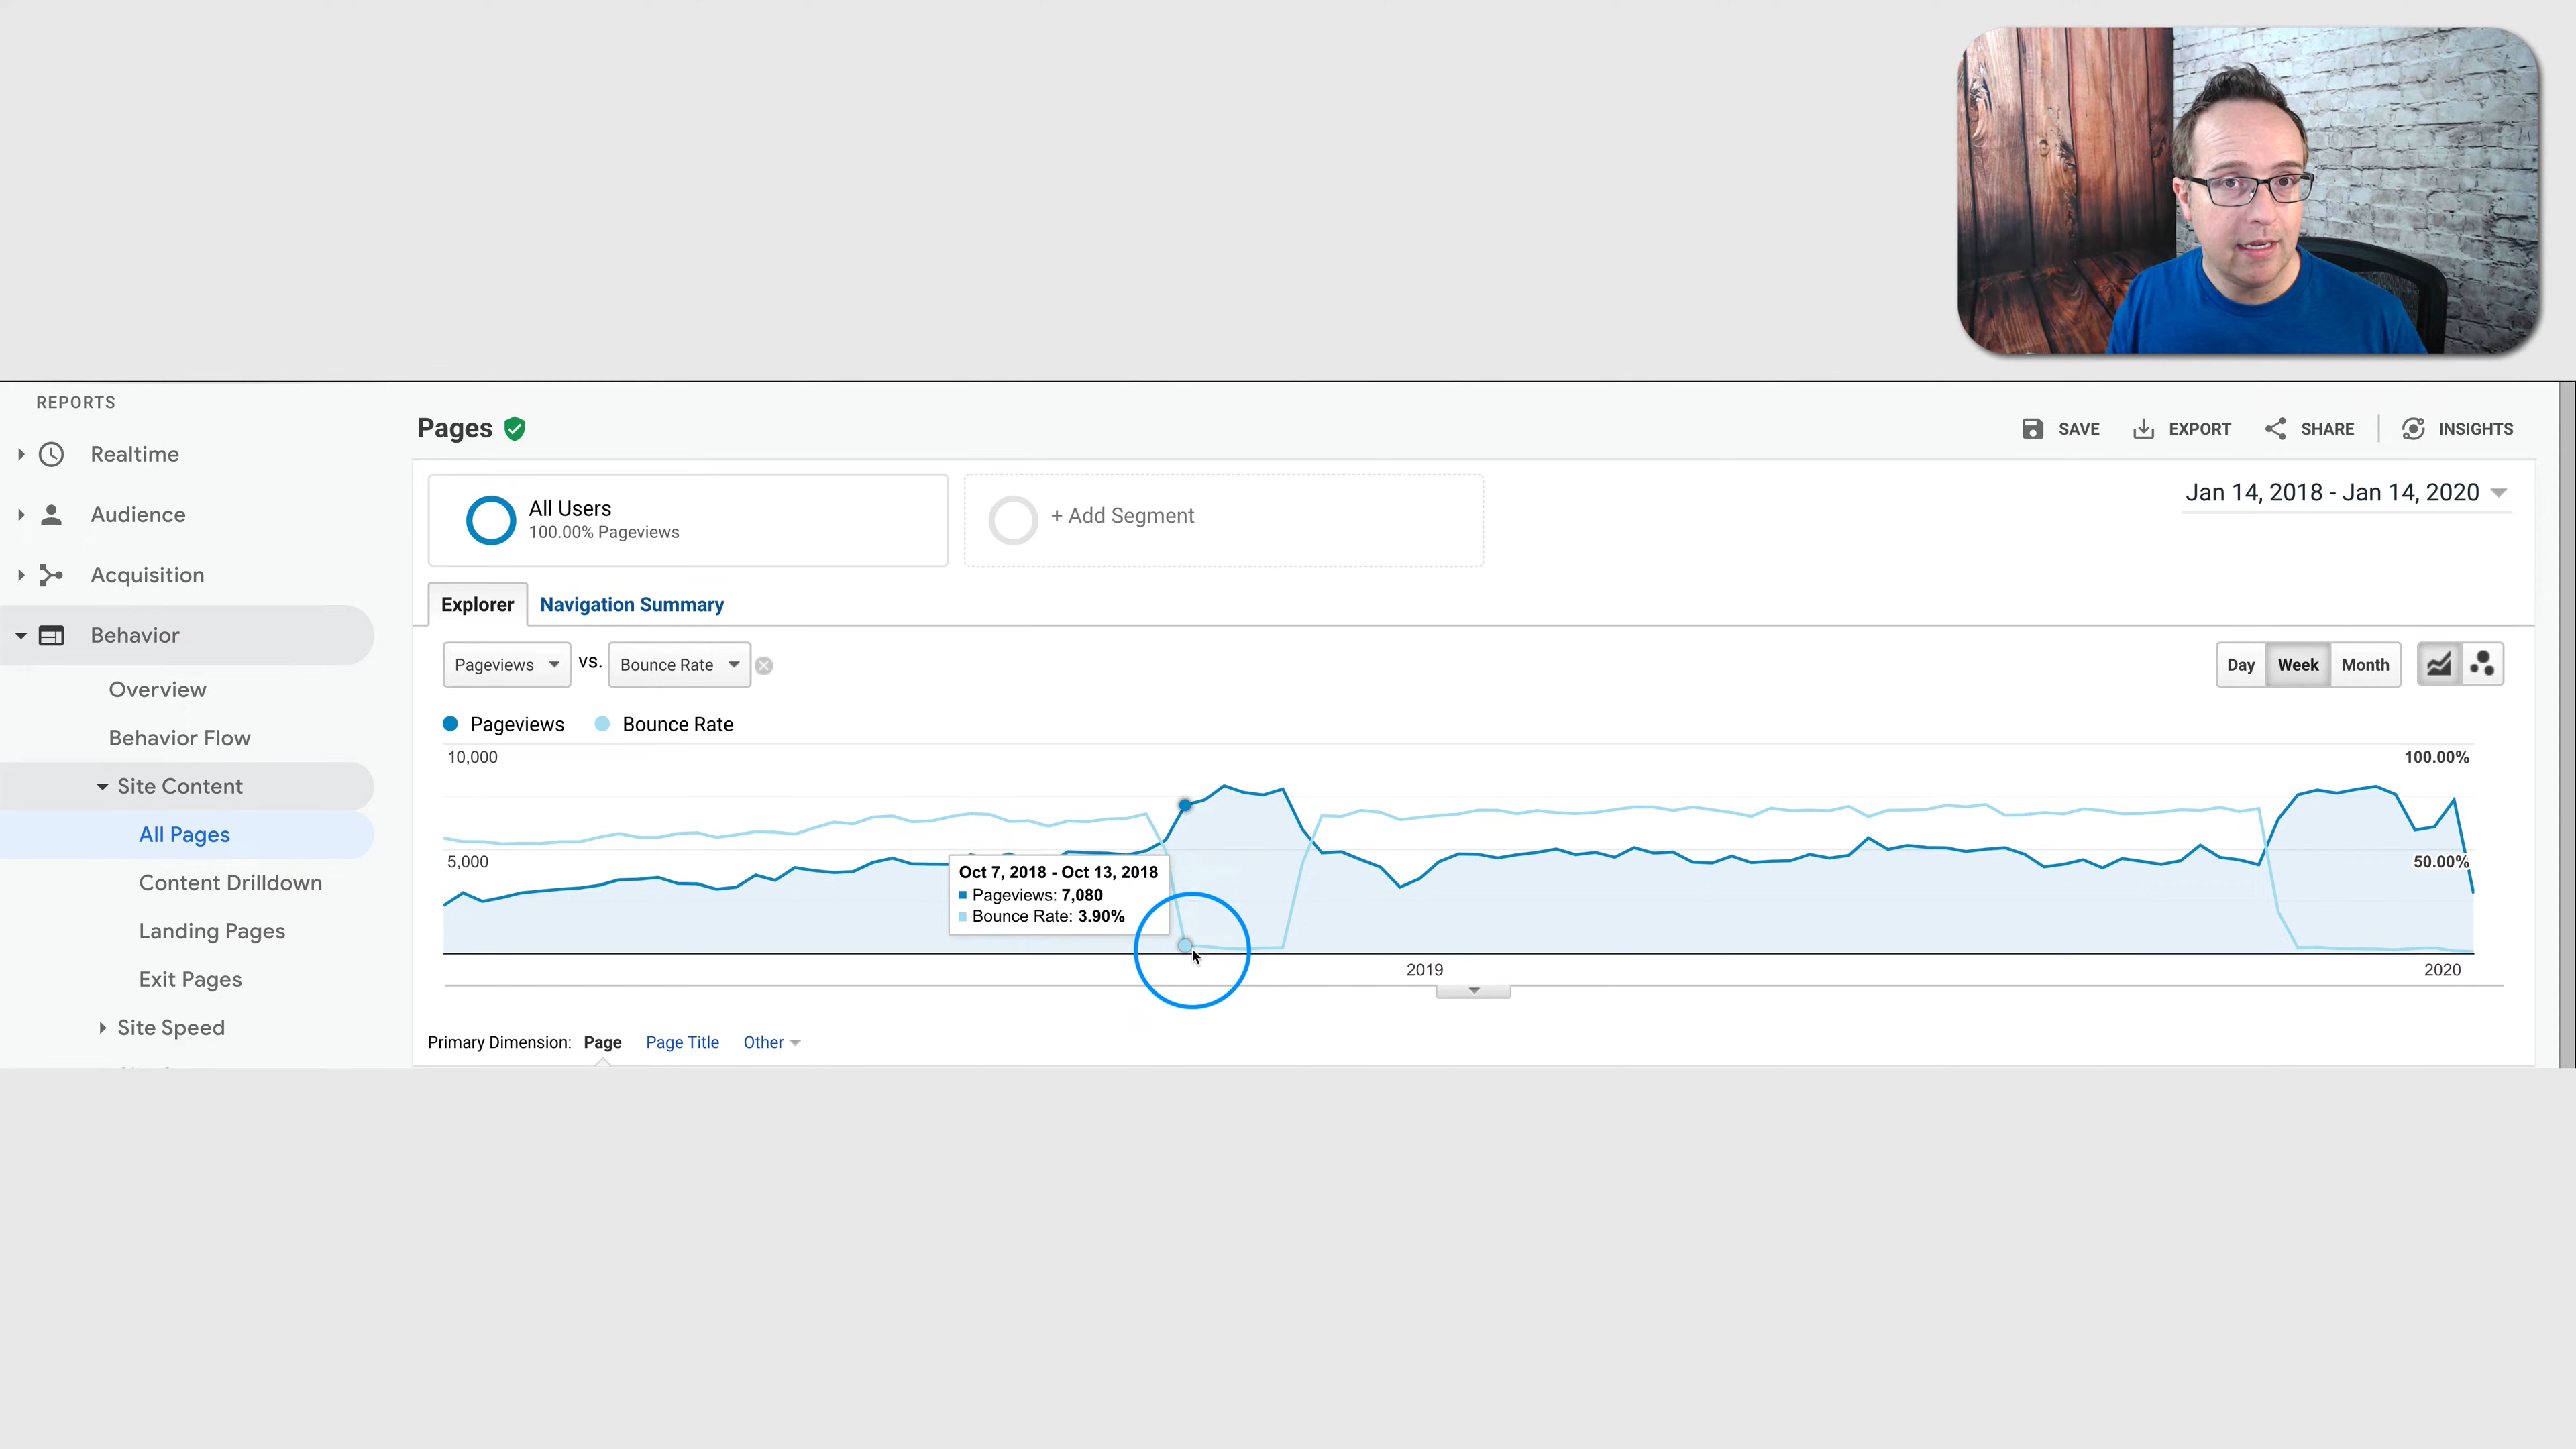 REPORTS
Realtime
Audience
Acquisition
Behavior
Overview
Behavior Flow
Site Content
All Pages
Content Drilldown
Landing Pages
Exit Pages
Site Speed
Pages
SAVE
EXPORT
SHARE
INSIGHTS
All Users
100.00% Pageviews
+ Add Segment
Jan 14, 2018 - Jan 14, 2020
Explorer
Navigation Summary
Pageviews
VS.
Bounce Rate
Day
Week
Month
Pageviews
Bounce Rate
10,000
100.00%
5,000
50.00%
Oct 7, 2018 - Oct 13, 2018
Pageviews: 7,080
Bounce Rate: 3.90%
2019
2020
Primary Dimension: Page Page Title Other